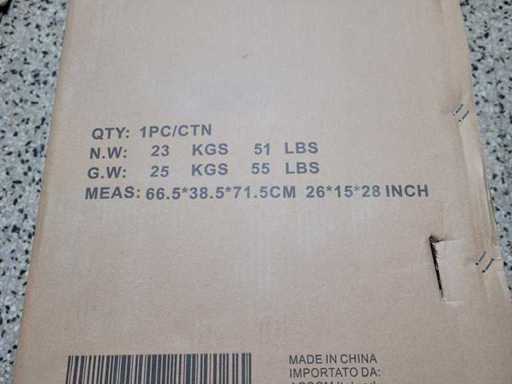 QTY: 1PC/CTN
N.W: 23 KGS 51 LBS
G.W: 25 KGS 55 LBS
MEAS: 66.5*38.5*71.5CM 26*15*28 INCH
MADE IN CHINA
IMPORTATO DA: